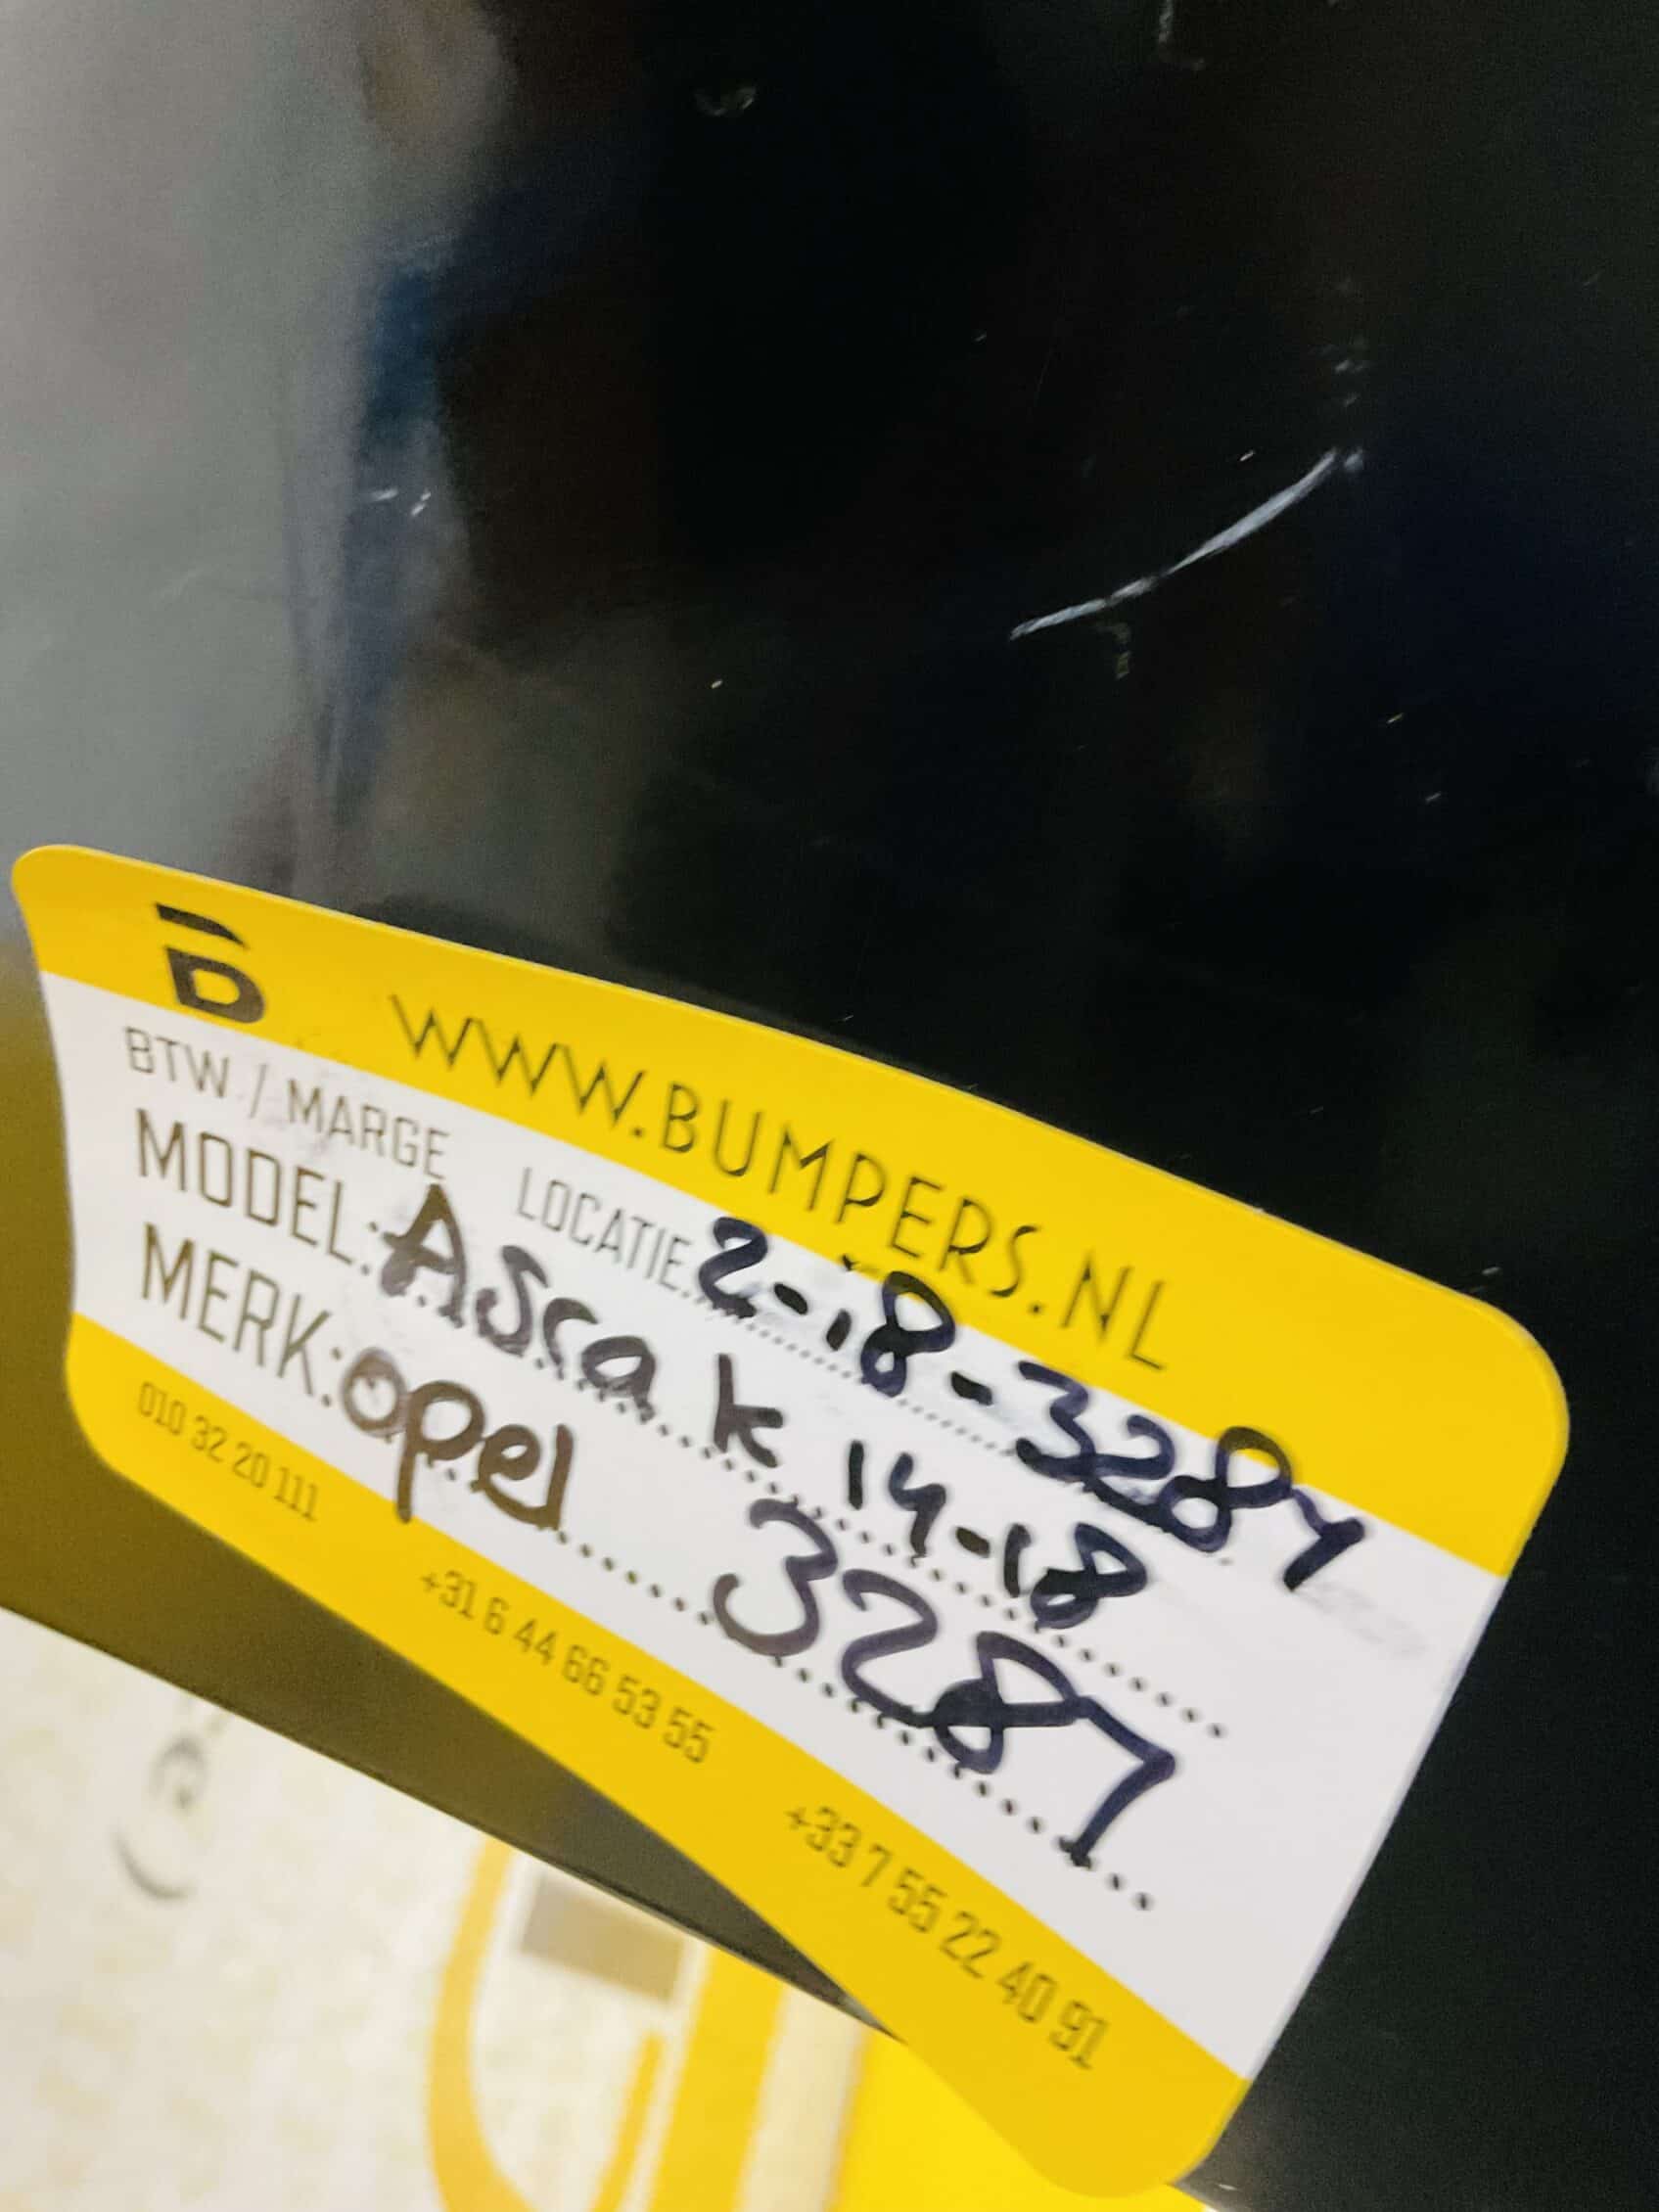 WWW.BUMPERS.NL
BTW / MARGE LOCATIE: 2-18-3287
MODEL: Asra k 14-18
MERK: opel 3287
010 32 20 111 +31 6 44 66 53 55 +33 7 55 22 40 91